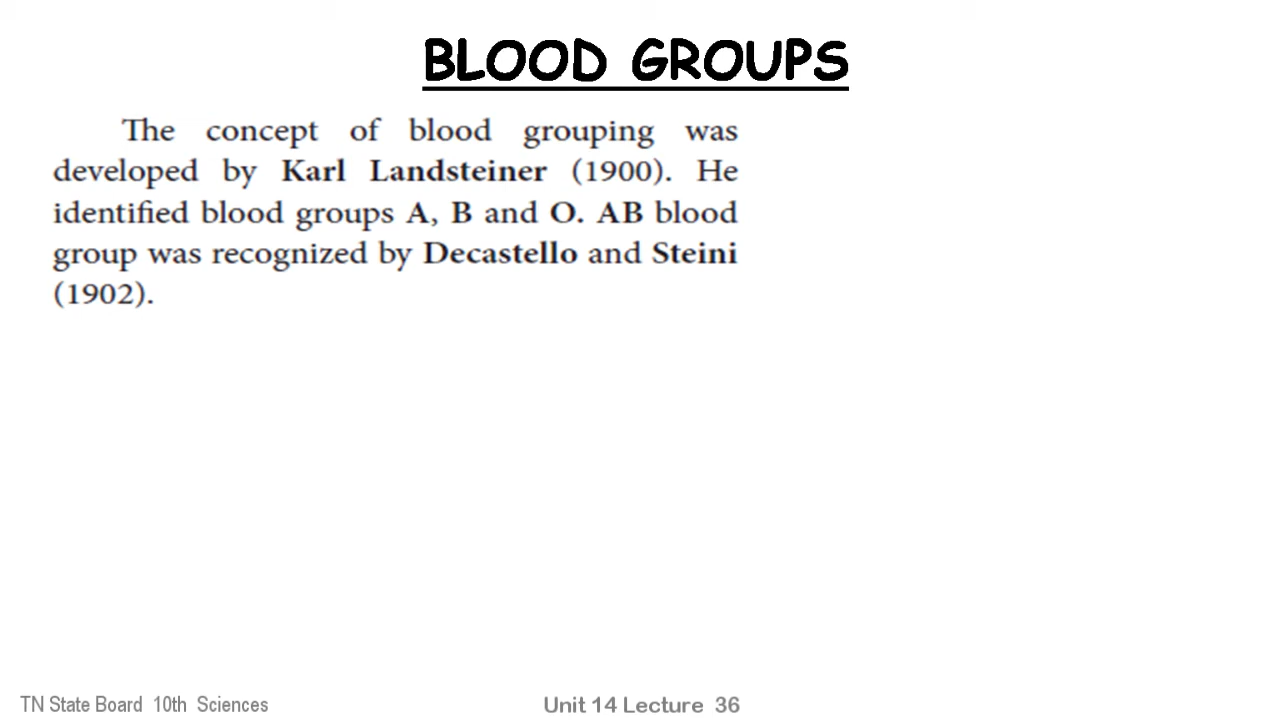 BLOOD GROUPS
The concept of blood grouping was
developed by Karl Landsteiner (1900). He
identified blood groups A, B and O. AB blood
group was recognized by Decastello and Steini
(1902).
TN State Board 10th Sciences
Unit 14 Lecture 36